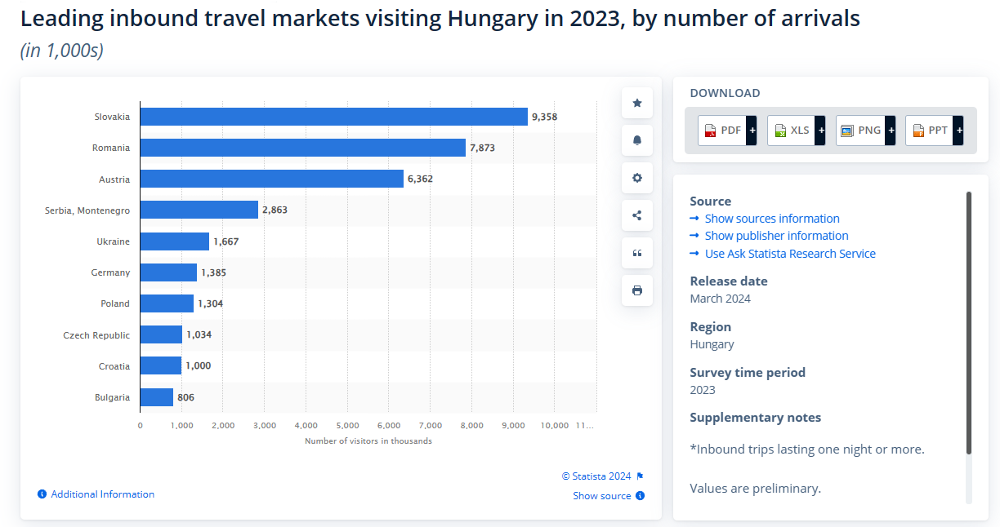 Leading inbound travel markets visiting Hungary in 2023, by number of arrivals
(in 1,000s)
Slovakia 9,358
Romania 7,873
Austria 6,362
Serbia, Montenegro 2,863
Ukraine 1,667
Germany 1,385
Poland 1,304
Czech Republic 1,034
Croatia 1,000
Bulgaria 806
0 1,000 2,000 3,000 4,000 5,000 6,000 7,000 8,000 9,000 10,000 11...
Number of visitors in thousands
© Statista 2024
Additional Information
Show source
DOWNLOAD
PDF + XLS + PNG + PPT +
Source
→ Show sources information
→ Show publisher information
→ Use Ask Statista Research Service
Release date
March 2024
Region
Hungary
Survey time period
2023
Supplementary notes
*Inbound trips lasting one night or more.
Values are preliminary.